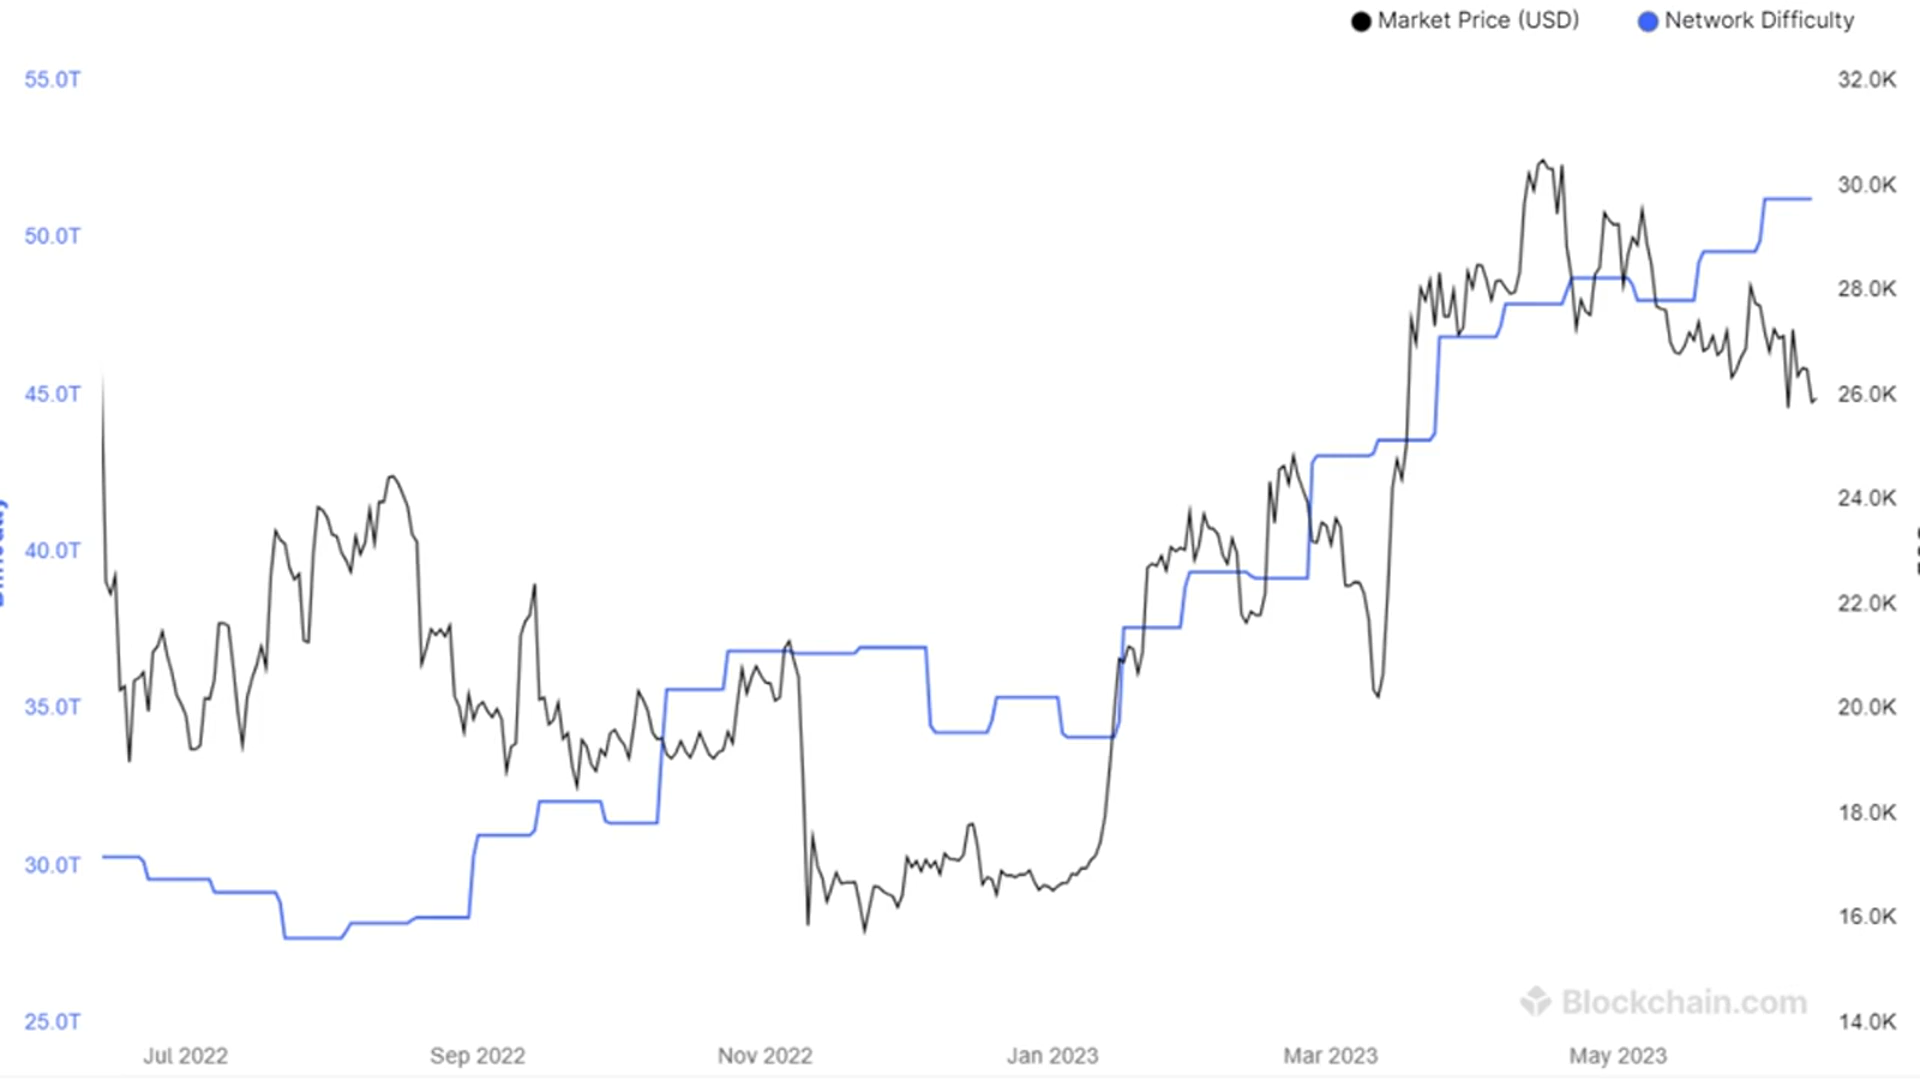 Market Price (USD) Network Difficulty
55.0T 32.0K
30.0K
50.0T
28.0K
45.0T 26.0K
24.0K
40.0T
22.0K
35.0T 20.0K
18.0K
30.0T
16.0K
Blockchain.com
25.0T 14.0K
Jul 2022 Sep 2022 Nov 2022 Jan 2023 Mar 2023 May 2023